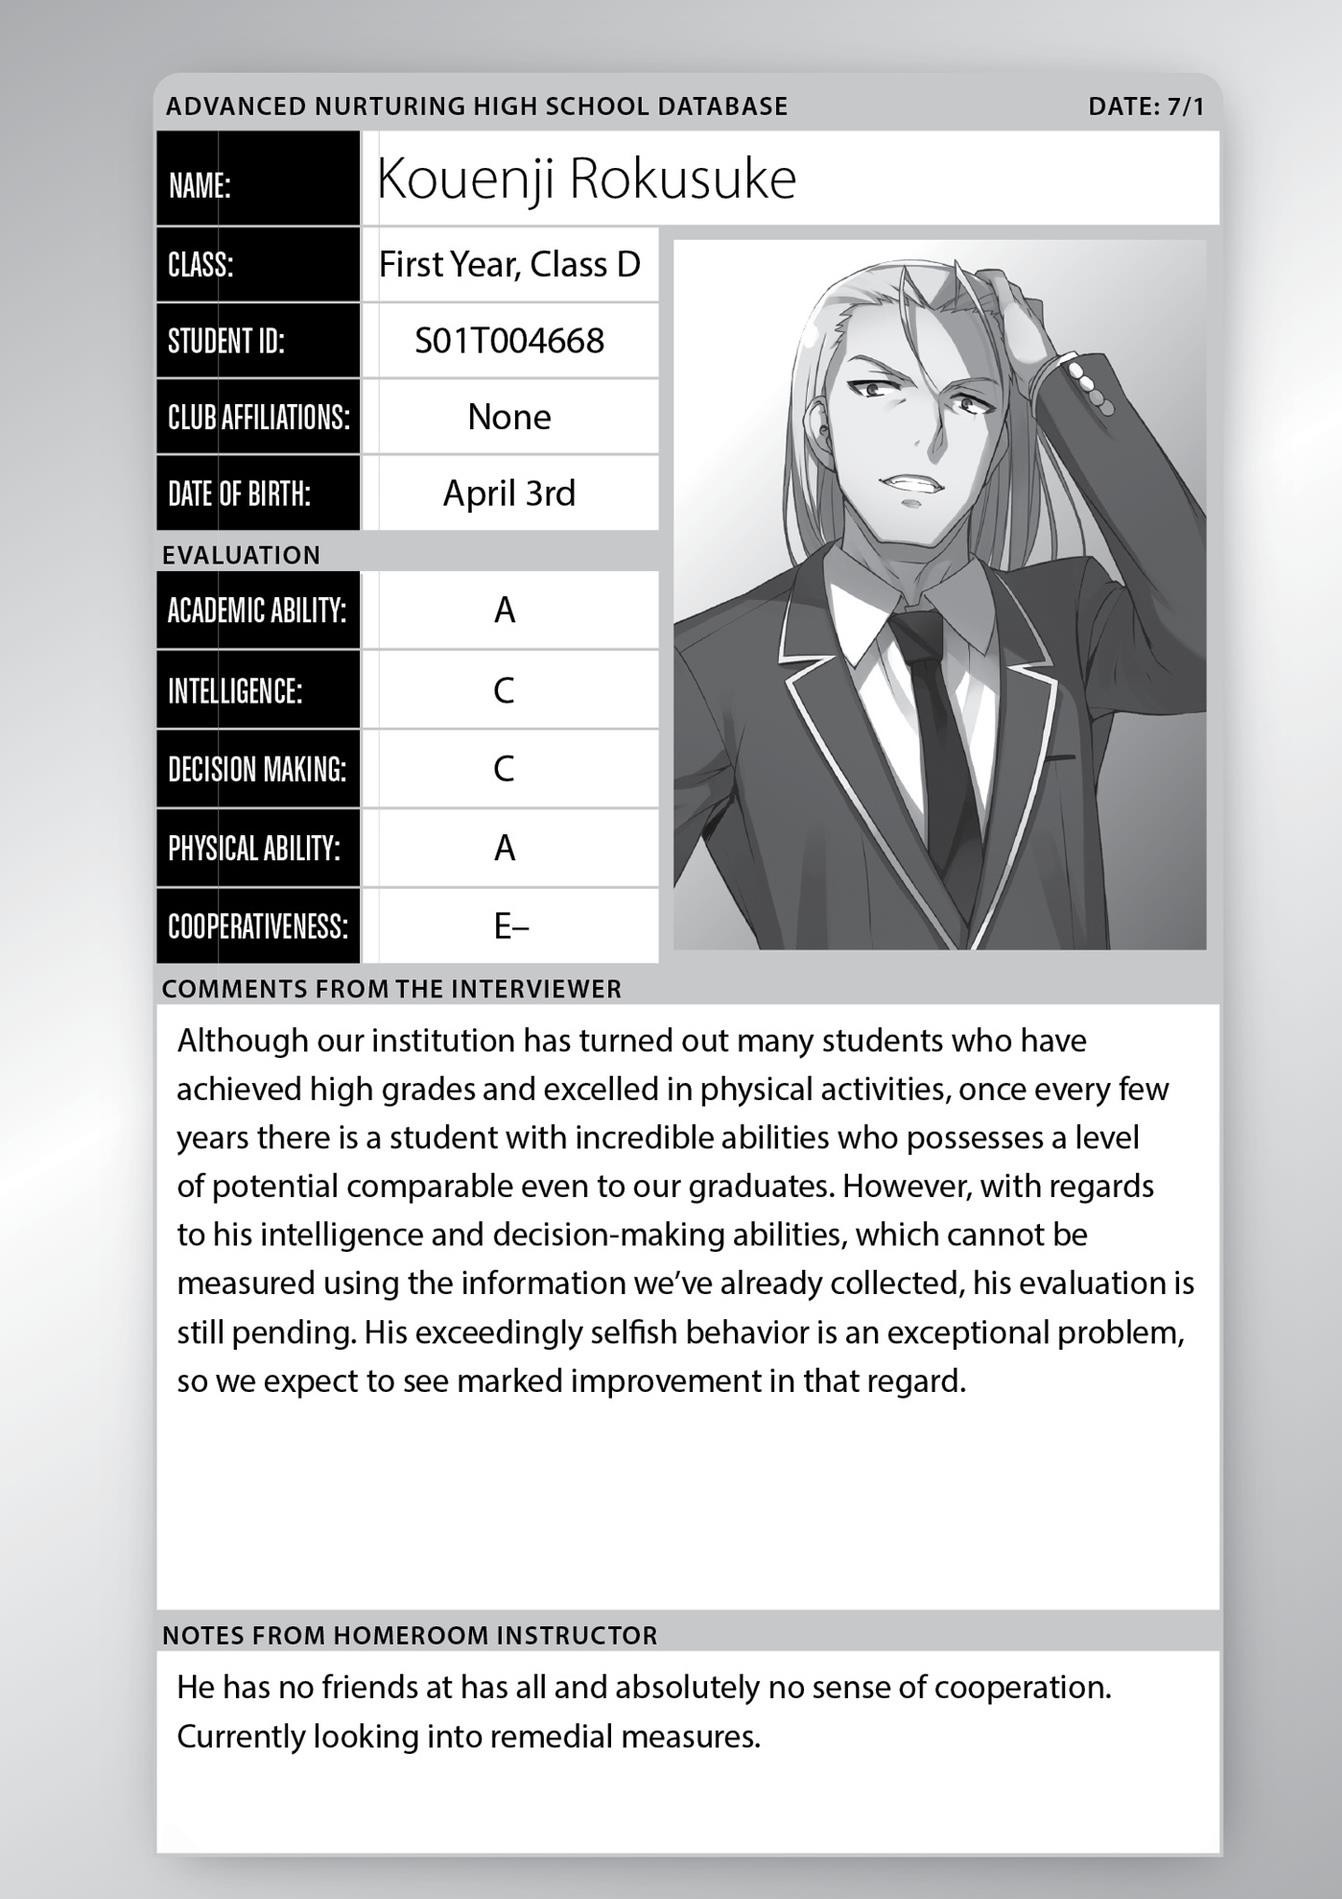 ADVANCED NURTURING HIGH SCHOOL DATABASE DATE: 7/1
NAME: Kouenji Rokusuke
CLASS: First Year, Class D
STUDENT ID: S01T004668
CLUB AFFILIATIONS: None
DATE OF BIRTH: April 3rd
EVALUATION
ACADEMIC ABILITY: A
INTELLIGENCE: C
DECISION MAKING: C
PHYSICAL ABILITY: A
COOPERATIVENESS: E–
COMMENTS FROM THE INTERVIEWER
Although our institution has turned out many students who have
achieved high grades and excelled in physical activities, once every few
years there is a student with incredible abilities who possesses a level
of potential comparable even to our graduates. However, with regards
to his intelligence and decision-making abilities, which cannot be
measured using the information we’ve already collected, his evaluation is
still pending. His exceedingly selfish behavior is an exceptional problem,
so we expect to see marked improvement in that regard.
NOTES FROM HOMEROOM INSTRUCTOR
He has no friends at has all and absolutely no sense of cooperation.
Currently looking into remedial measures.